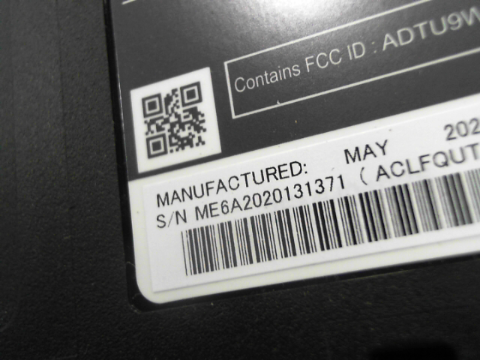 Contains FCC ID : ADTU9W
MANUFACTURED: MAY 202
S/N ME6A2020131371 ( ACLFQUT